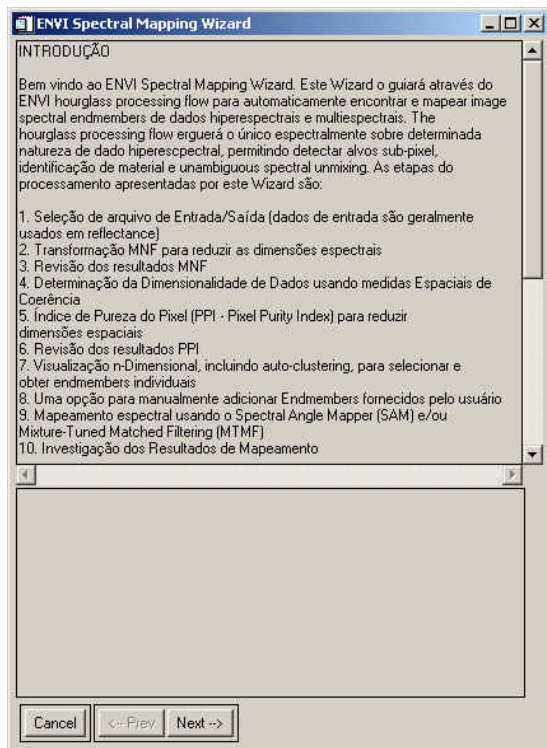 ENVI Spectral Mapping Wizard
INTRODUÇÃO
Bem vindo ao ENVI Spectral Mapping Wizard. Este Wizard o guiará através do
ENVI hourglass processing flow para automaticamente encontrar e mapear image
spectral endmembers de dados hiperespectrais e multiespectrais. The
hourglass processing flow erguerá o único espectralmente sobre determinada
natureza de dado hiperescpectral, permitindo detectar alvos sub-pixel,
identificação de material e unambiguous spectral unmixing. As etapas do
processamento apresentadas por este Wizard são:
1. Seleção de arquivo de Entrada/Saída (dados de entrada são geralmente
usados em reflectance)
2. Transformação MNF para reduzir as dimensões espectrais
3. Revisão dos resultados MNF
4. Determinação da Dimensionalidade de Dados usando medidas Espaciais de
Coerência
5. Índice de Pureza do Pixel (PPI - Pixel Purity Index) para reduzir
dimensões espaciais
6. Revisão dos resultados PPI
7. Visualização n-Dimensional, incluindo auto-clustering, para selecionar e
obter endmembers individuais
8. Uma opção para manualmente adicionar Endmembers fornecidos pelo usuário
9. Mapeamento espectral usando o Spectral Angle Mapper (SAM) e/ou
Mixture-Tuned Matched Filtering (MTMF)
10. Investigação dos Resultados de Mapeamento
Cancel <-- Prev Next -->